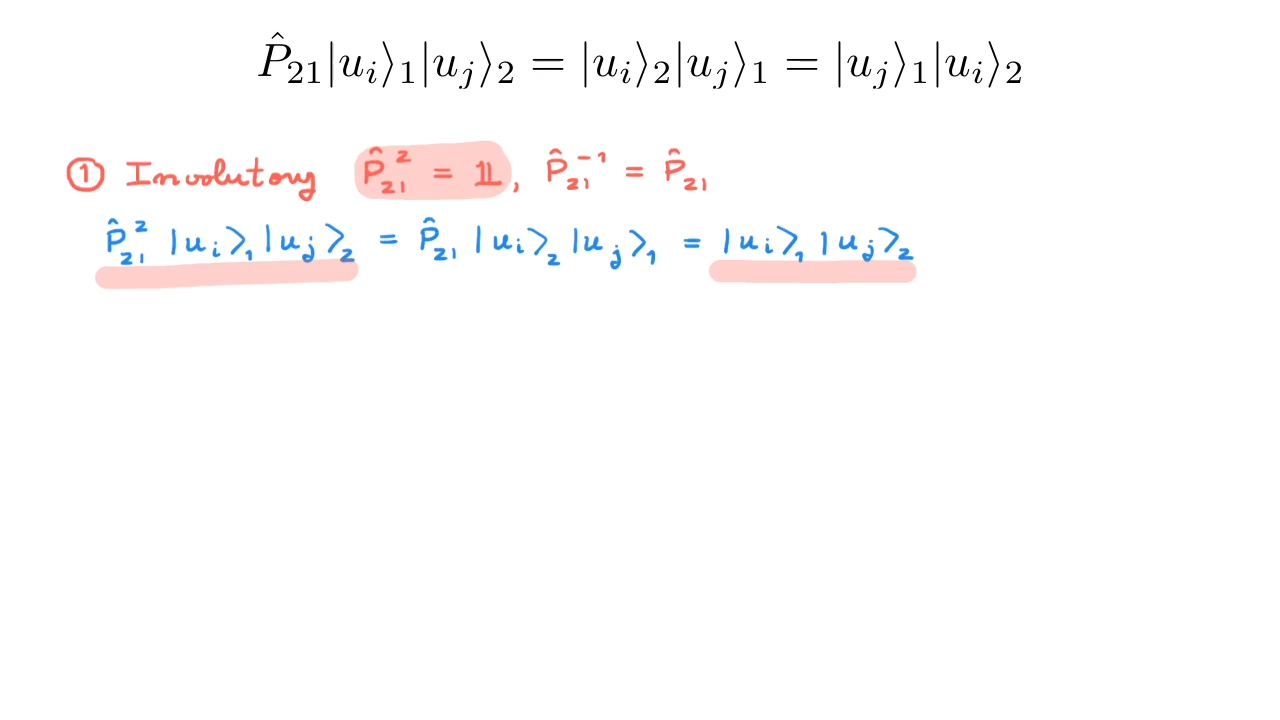 P̂₂₁|uᵢ⟩₁|uⱼ⟩₂ = |uᵢ⟩₂|uⱼ⟩₁ = |uⱼ⟩₁|uᵢ⟩₂
① Involutory P̂₂₁² = 𝟙, P̂₂₁⁻¹ = P̂₂₁
P̂₂₁² |uᵢ⟩₁|uⱼ⟩₂ = P̂₂₁ |uᵢ⟩₂|uⱼ⟩₁ = |uᵢ⟩₁|uⱼ⟩₂